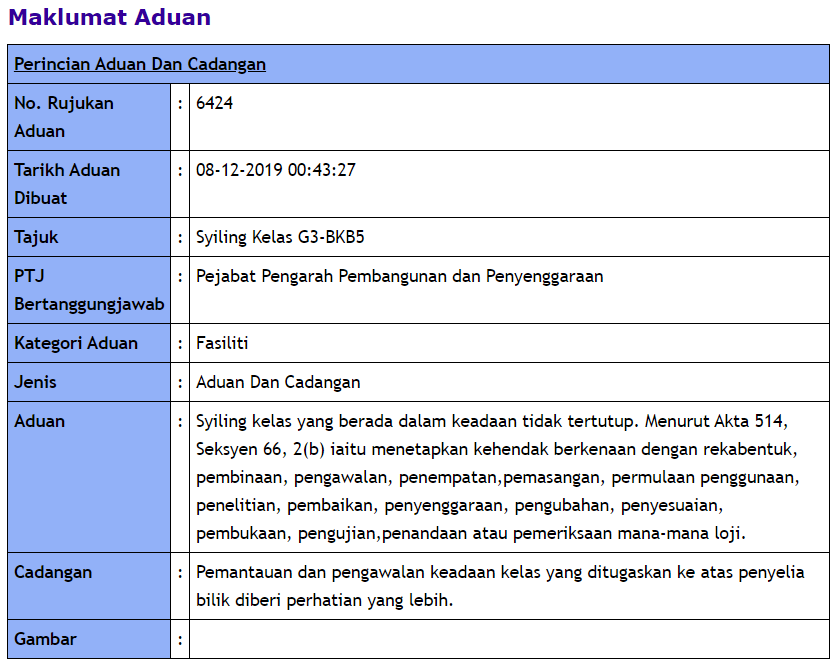 Maklumat Aduan
Perincian Aduan Dan Cadangan
No. Rujukan : 6424
Aduan
Tarikh Aduan : 08-12-2019 00:43:27
Dibuat
Tajuk : Syiling Kelas G3-BKB5
PTJ : Pejabat Pengarah Pembangunan dan Penyenggaraan
Bertanggungjawab
Kategori Aduan : Fasiliti
Jenis : Aduan Dan Cadangan
Aduan : Syiling kelas yang berada dalam keadaan tidak tertutup. Menurut Akta 514,
Seksyen 66, 2(b) iaitu menetapkan kehendak berkenaan dengan rekabentuk,
pembinaan, pengawalan, penempatan,pemasangan, permulaan penggunaan,
penelitian, pembaikan, penyenggaraan, pengubahan, penyesuaian,
pembukaan, pengujian,penandaan atau pemeriksaan mana-mana loji.
Cadangan : Pemantauan dan pengawalan keadaan kelas yang ditugaskan ke atas penyelia
bilik diberi perhatian yang lebih.
Gambar :